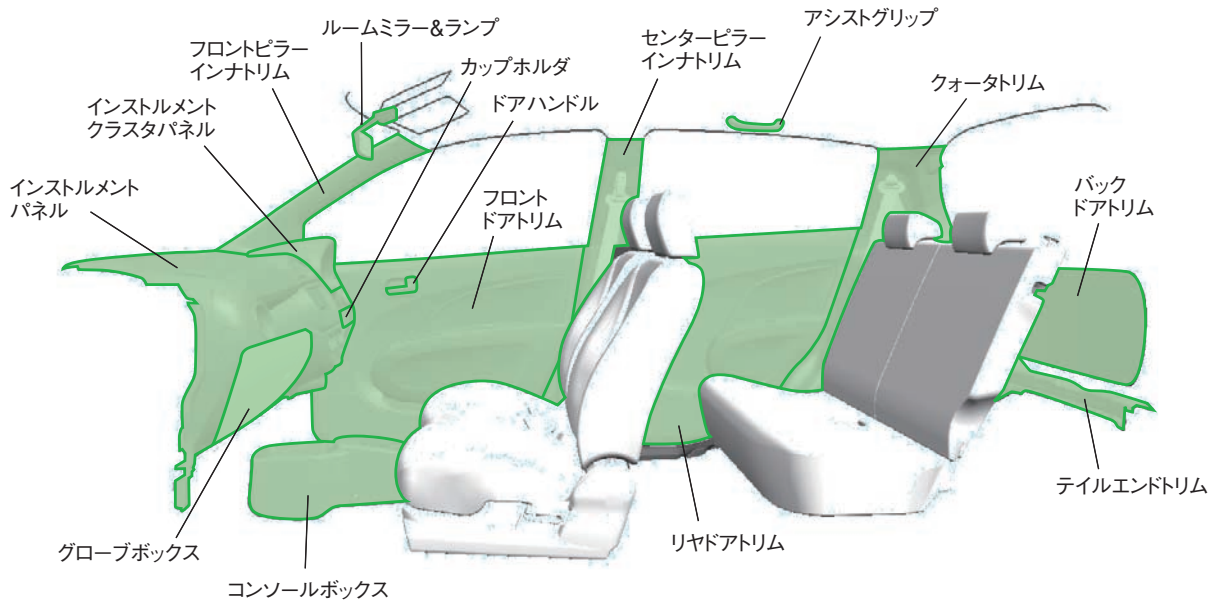 ルームミラー&ランプ
フロントピラー
インナトリム
カップホルダ
センターピラー
インナトリム
アシストグリップ
クォータトリム
インストルメント
クラスタパネル
ドアハンドル
インストルメント
パネル
フロント
ドアトリム
バック
ドアトリム
テイルエンドトリム
リヤドアトリム
グローブボックス
コンソールボックス